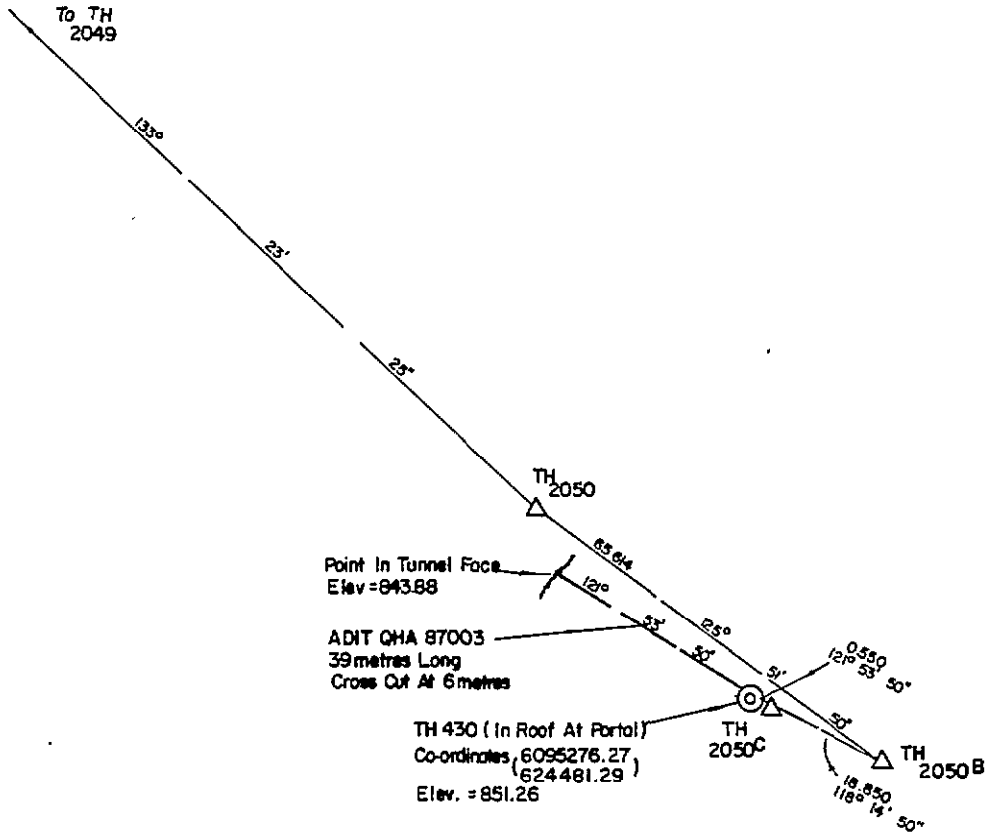 To TH
2049
133°
23'
25"
TH
2050
65.614
125°
51'
50"
Point In Tunnel Face
Elev = 843.88
121°
53'
50"
ADIT QHA 87003
39 metres Long
Cross Cut At 6 metres
0.550
121° 53' 50"
TH 430 (In Roof At Portal)
Co-ordinates (6095276.27
624481.29)
Elev. = 851.26
TH
2050C
TH
2050B
18.850
118° 14' 50"